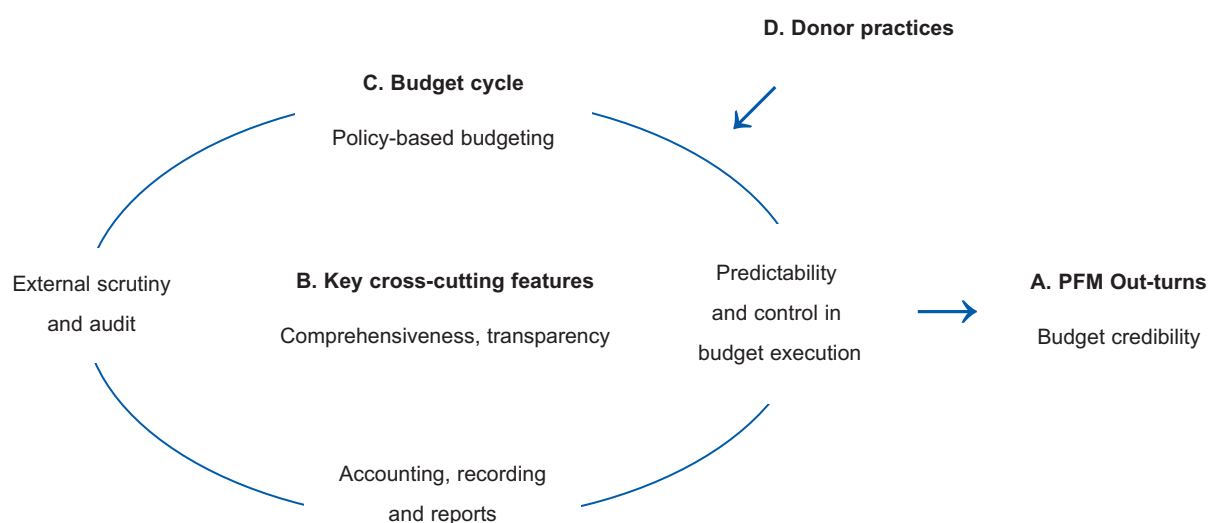 D. Donor practices
C. Budget cycle
Policy-based budgeting
External scrutiny
and audit
B. Key cross-cutting features
Comprehensiveness, transparency
Predictability
and control in
budget execution
A. PFM Out-turns
Budget credibility
Accounting, recording
and reports